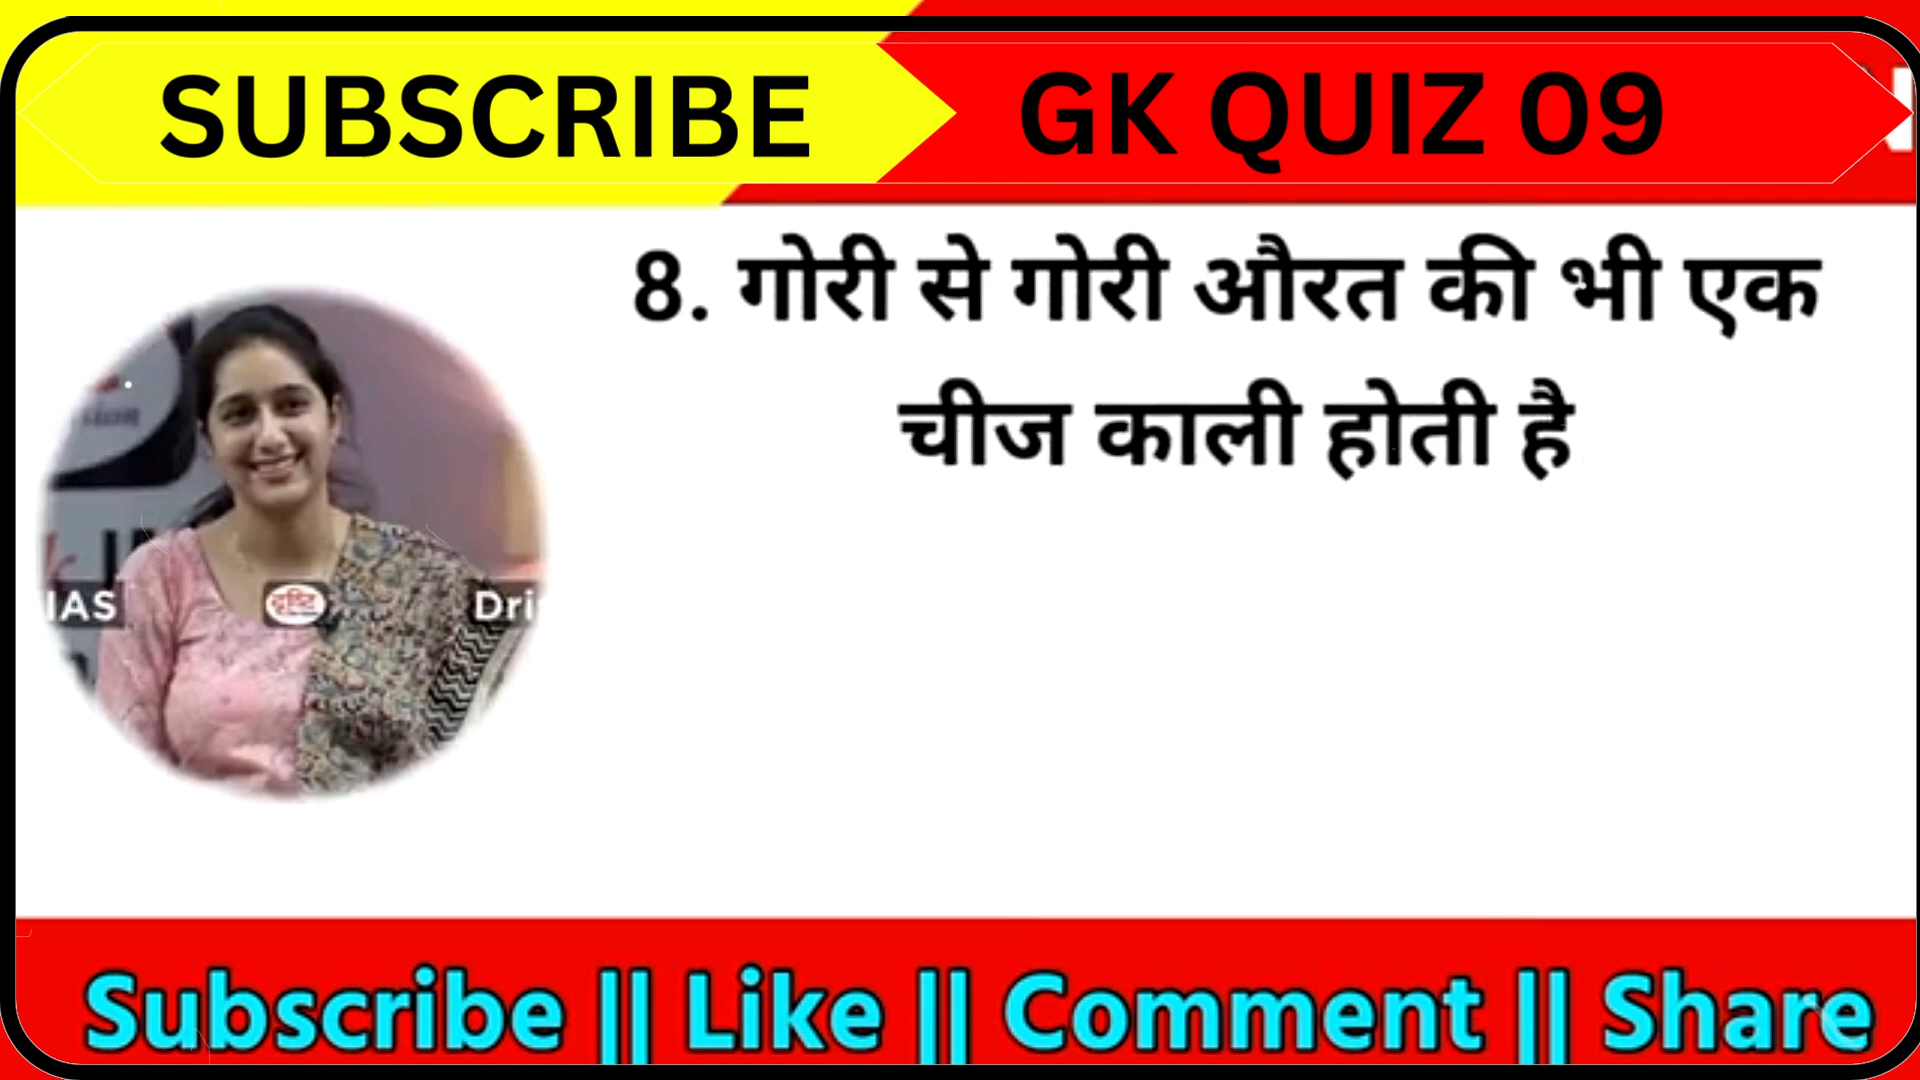 SUBSCRIBE GK QUIZ 09
8. गोरी से गोरी औरत की भी एक
चीज काली होती है
IAS दृष्टि Dri
Subscribe || Like || Comment || Share